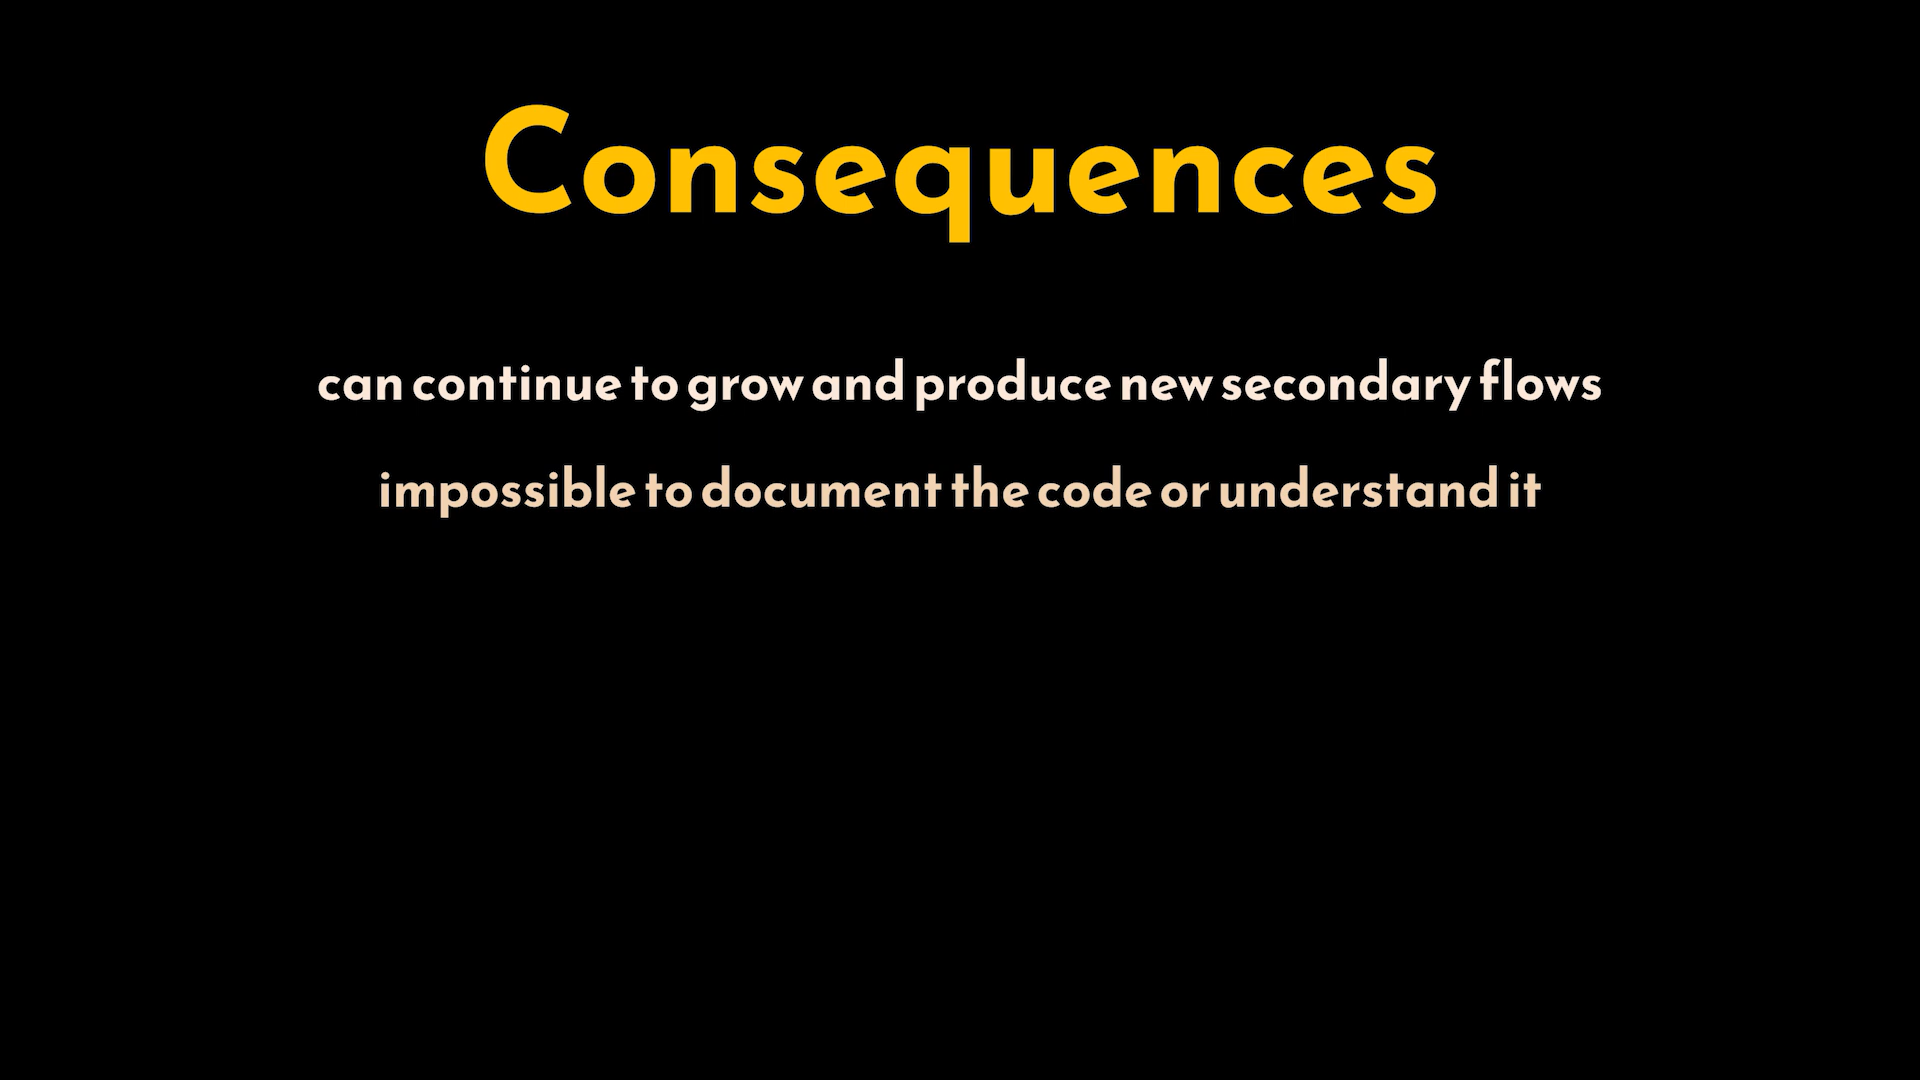 Consequences
can continue to grow and produce new secondary flows
impossible to document the code or understand it